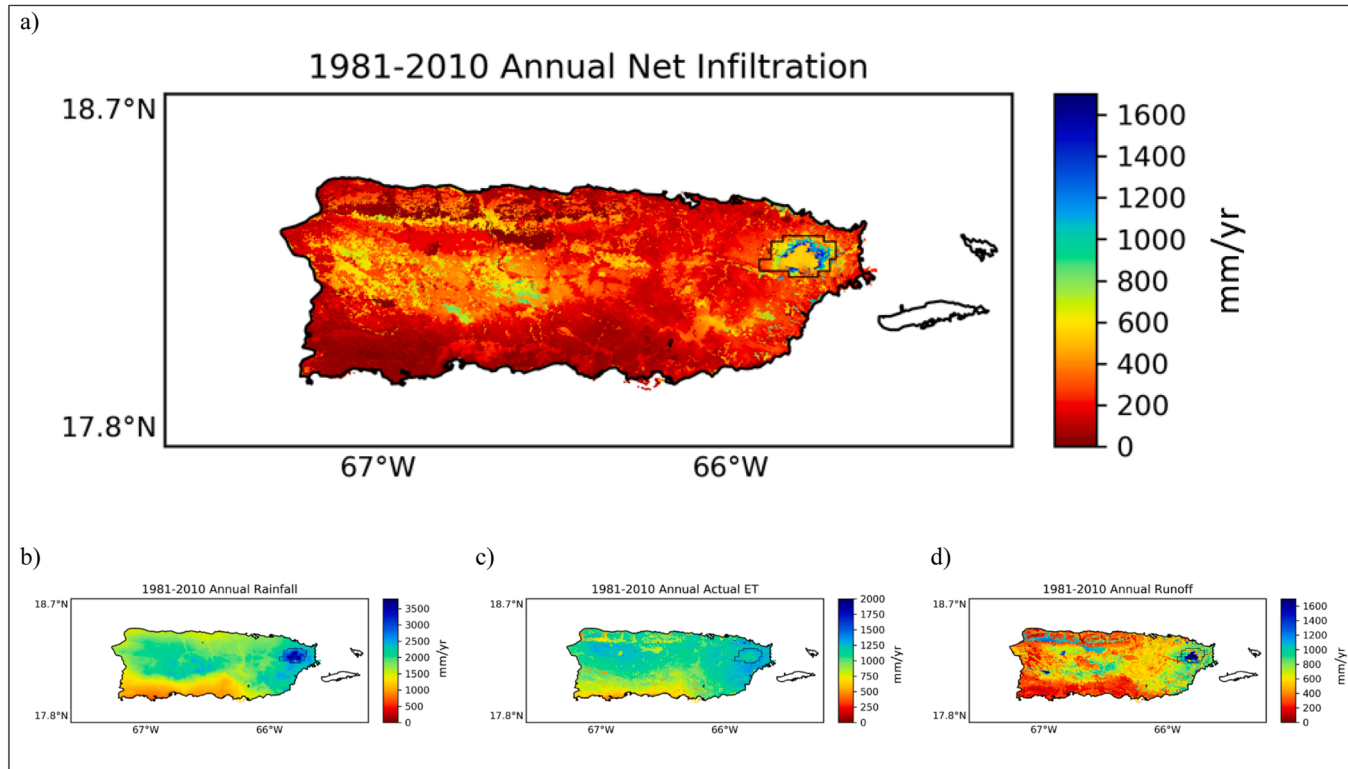 a)
1981-2010 Annual Net Infiltration
18.7°N
17.8°N
67°W
66°W
1600
1400
1200
1000
800
600
400
200
0
mm/yr
b)
1981-2010 Annual Rainfall
18.7°N
17.8°N
67°W
66°W
3500
3000
2500
2000
1500
1000
500
0
mm/yr
c)
1981-2010 Annual Actual ET
18.7°N
17.8°N
67°W
66°W
2000
1750
1500
1250
1000
750
500
250
0
mm/yr
d)
1981-2010 Annual Runoff
18.7°N
17.8°N
67°W
66°W
1600
1400
1200
1000
800
600
400
200
0
mm/yr